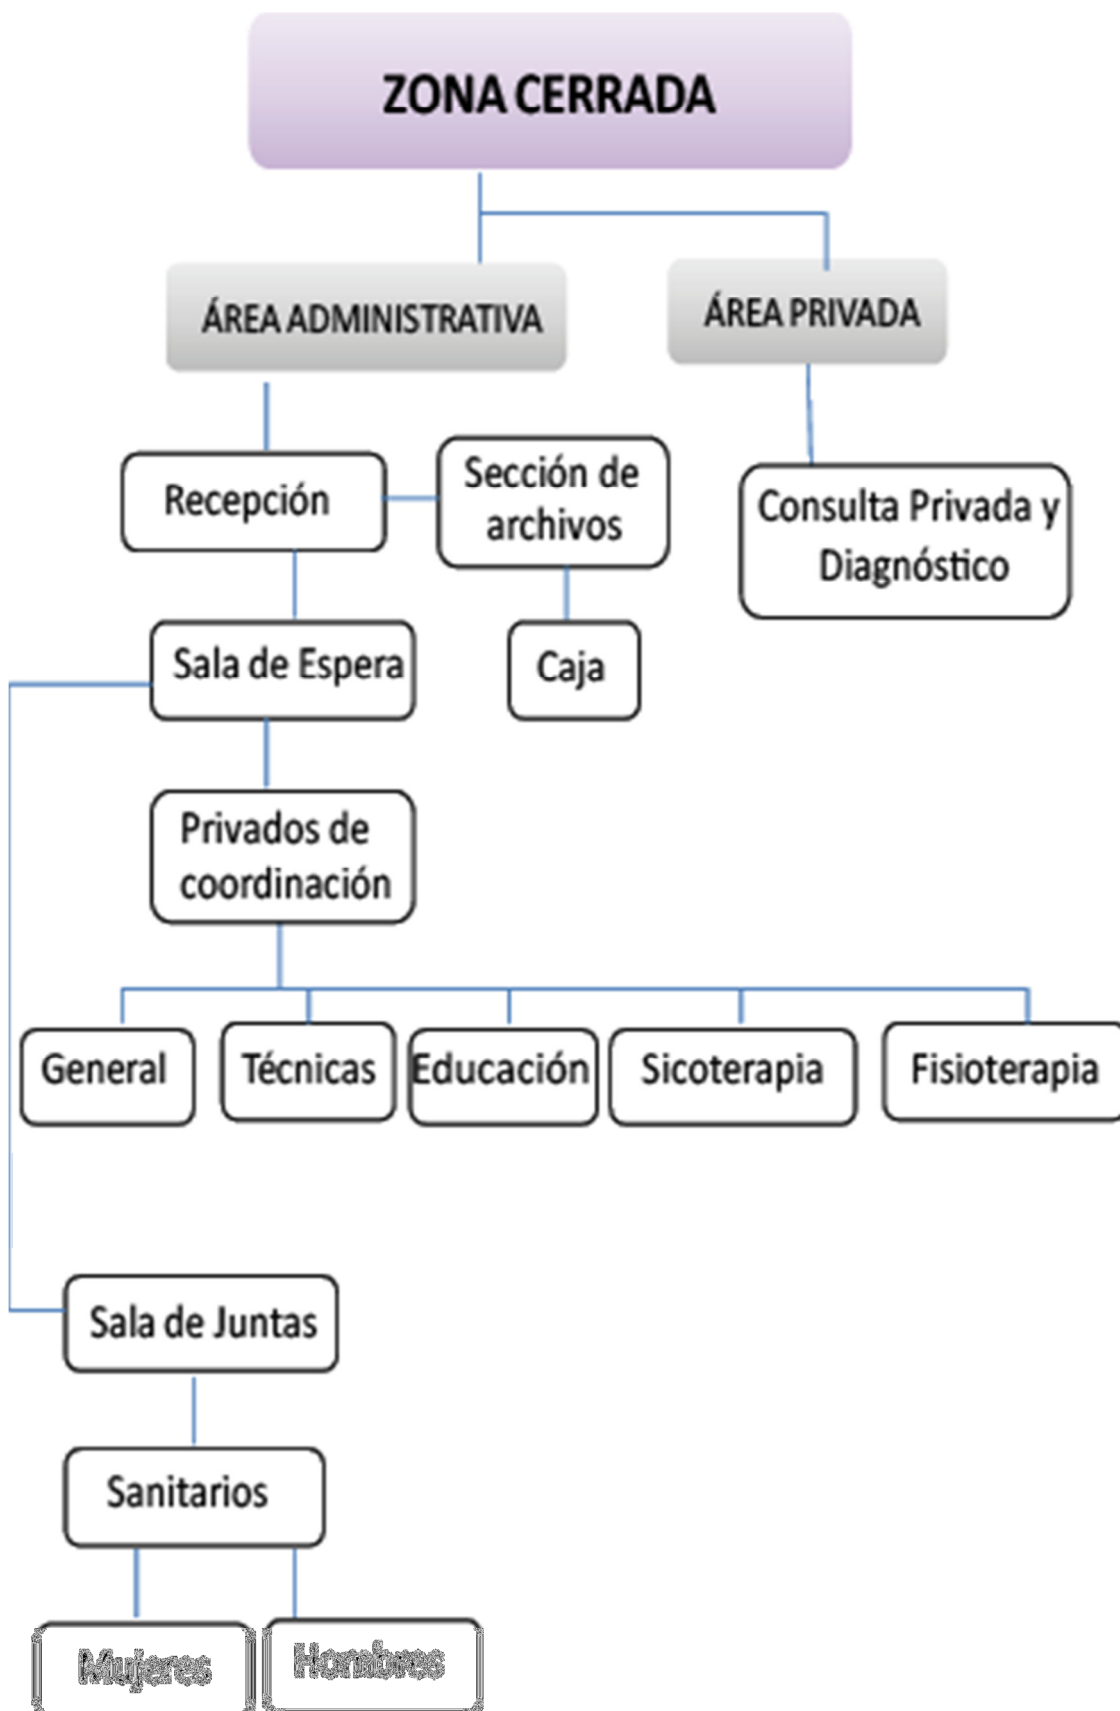 ZONA CERRADA
ÁREA ADMINISTRATIVA
ÁREA PRIVADA
Recepción
Sección de
archivos
Consulta Privada y
Diagnóstico
Sala de Espera
Caja
Privados de
coordinación
General
Técnicas
Educación
Sicoterapia
Fisioterapia
Sala de Juntas
Sanitarios
Mujeres
Hombres